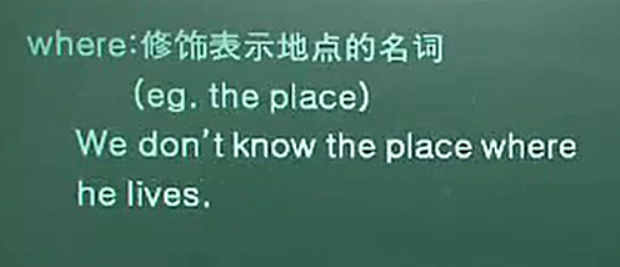 where:修饰表示地点的名词
(eg. the place)
We don't know the place where
he lives.